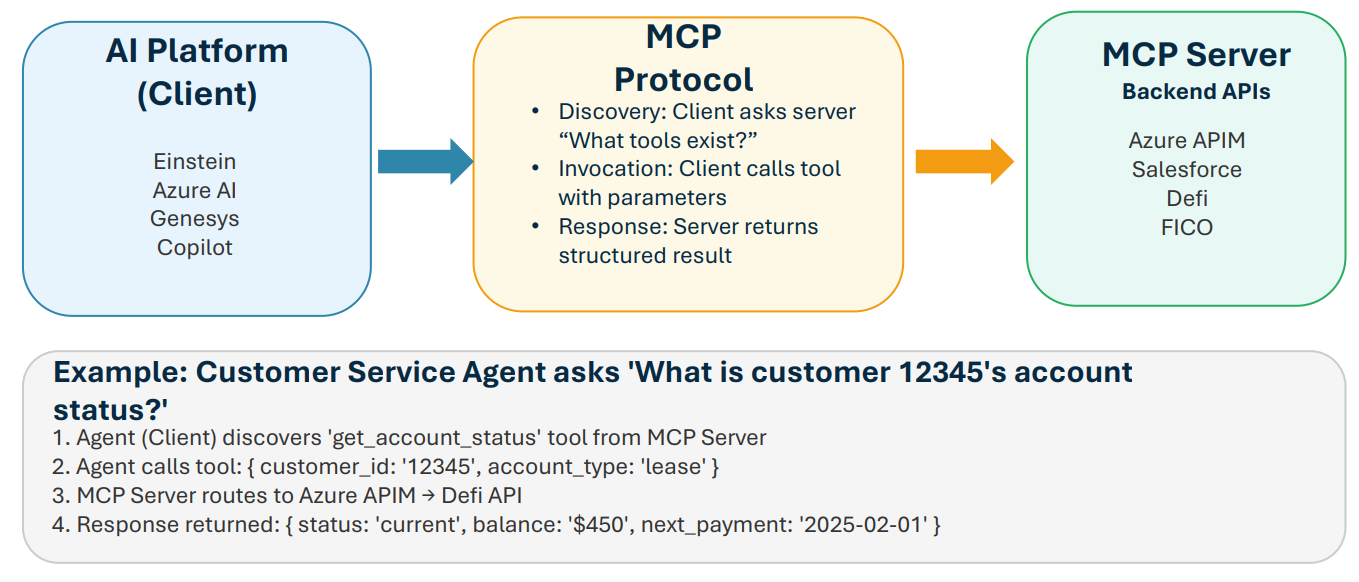 AI Platform
(Client)
Einstein
Azure AI
Genesys
Copilot
MCP
Protocol
• Discovery: Client asks server
“What tools exist?”
• Invocation: Client calls tool
with parameters
• Response: Server returns
structured result
MCP Server
Backend APIs
Azure APIM
Salesforce
Defi
FICO
Example: Customer Service Agent asks 'What is customer 12345's account
status?'
1. Agent (Client) discovers 'get_account_status' tool from MCP Server
2. Agent calls tool: { customer_id: '12345', account_type: 'lease' }
3. MCP Server routes to Azure APIM → Defi API
4. Response returned: { status: 'current', balance: '$450', next_payment: '2025-02-01' }